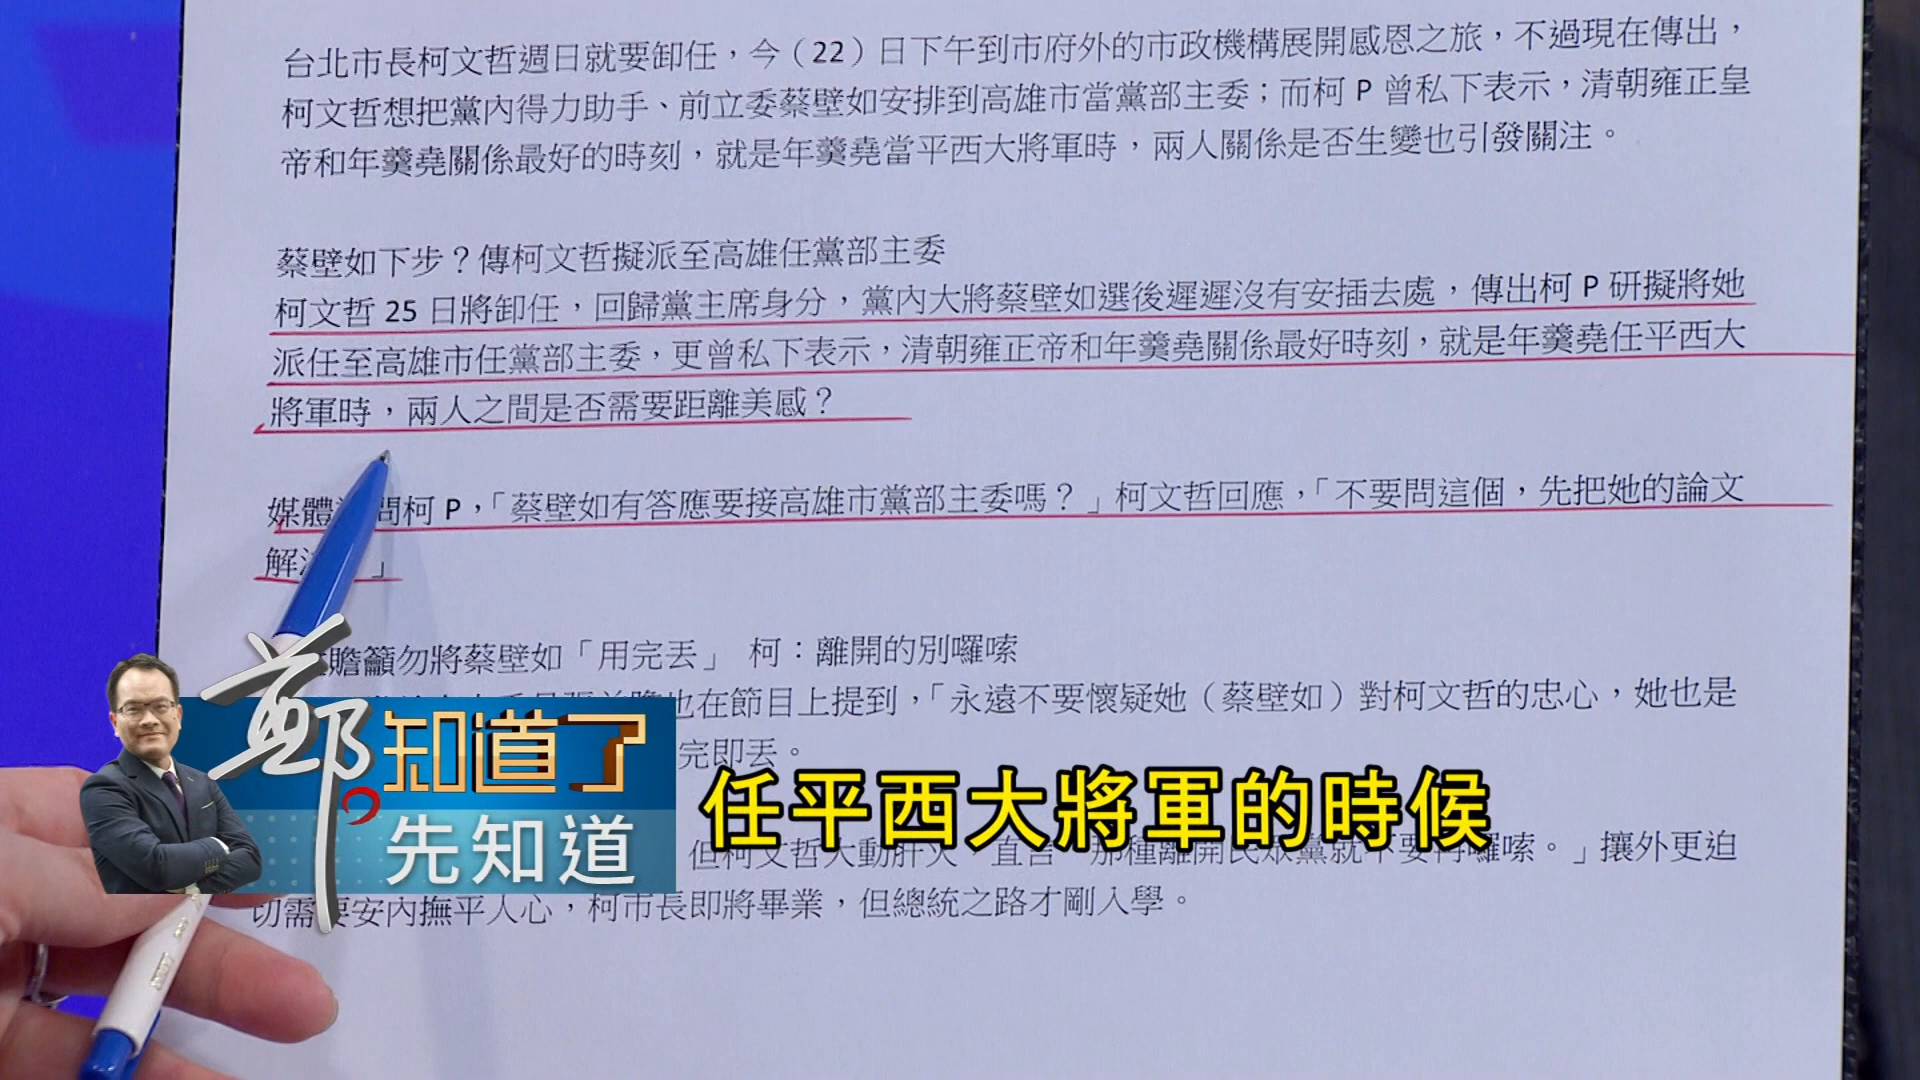 台北市長柯文哲週日就要卸任，今（22）日下午到市府外的市政機構展開感恩之旅，不過現在傳出，
柯文哲想把黨內得力助手、前立委蔡壁如安排到高雄市當黨部主委；而柯 P 曾私下表示，清朝雍正皇
帝和年羹堯關係最好的時刻，就是年羹堯當平西大將軍時，兩人關係是否生變也引發關注。
蔡壁如下步？傳柯文哲擬派至高雄任黨部主委
柯文哲 25 日將卸任，回歸黨主席身分，黨內大將蔡壁如選後遲遲沒有安插去處，傳出柯 P 研擬將她
派任至高雄市任黨部主委，更曾私下表示，清朝雍正帝和年羹堯關係最好時刻，就是年羹堯任平西大
將軍時，兩人之間是否需要距離美感？
媒體 問柯 P，「蔡壁如有答應要接高雄市黨部主委嗎？」柯文哲回應，「不要問這個，先把她的論文
解 」
瞻籲勿將蔡壁如「用完丟」 柯：離開的別囉嗦
也在節目上提到，「永遠不要懷疑她（蔡壁如）對柯文哲的忠心，她也是
完即丟。
鄭知道了
先知道
任平西大將軍的時候
但柯文哲大動肝火 直言 那種離開民眾黨就不要再囉嗦。」攘外更迫
切需要安內撫平人心，柯市長即將畢業，但總統之路才剛入學。